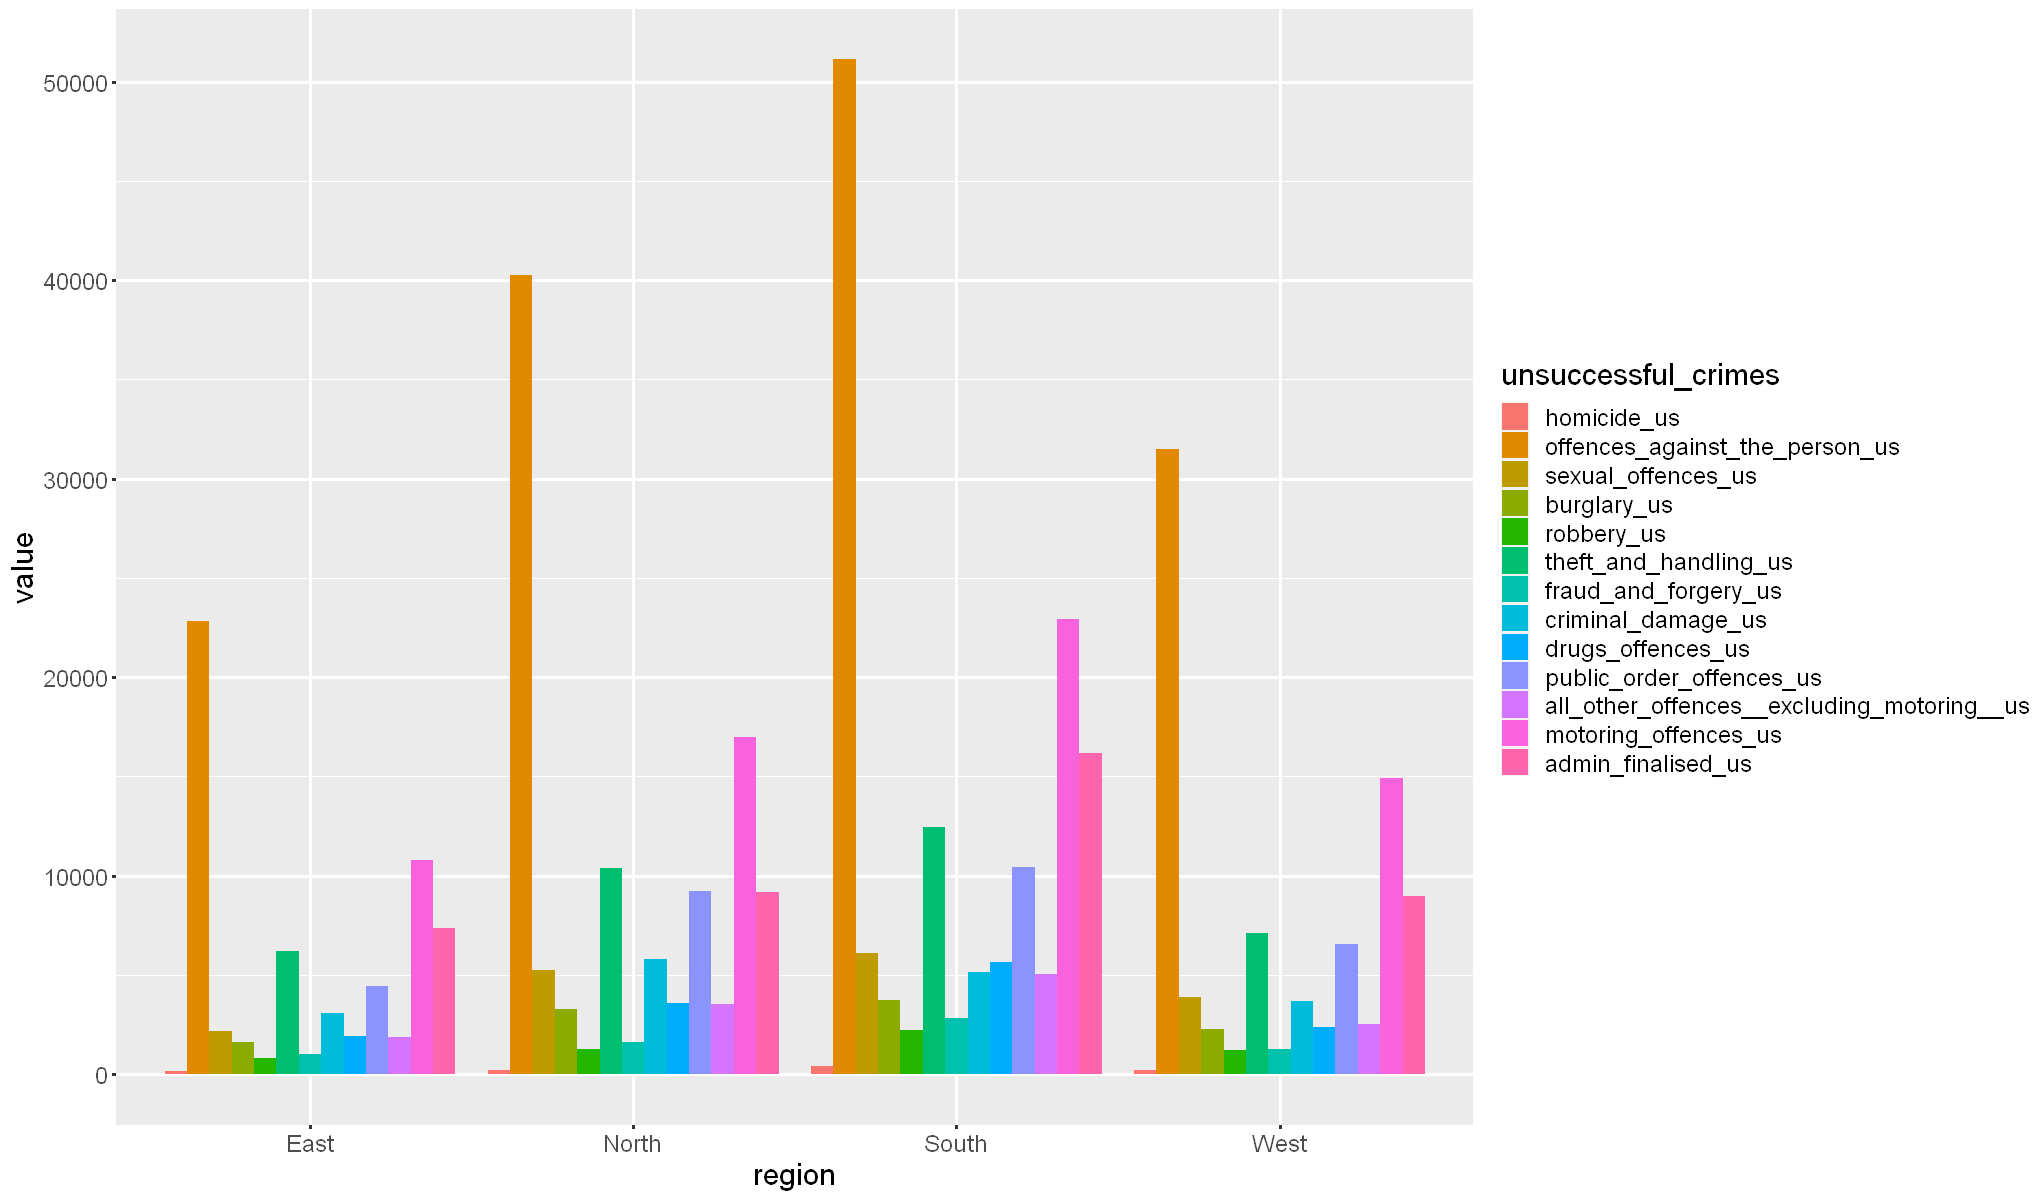 50000
40000
30000
20000
10000
0
value
East North South West
region
unsuccessful_crimes
homicide_us
offences_against_the_person_us
sexual_offences_us
burglary_us
robbery_us
theft_and_handling_us
fraud_and_forgery_us
criminal_damage_us
drugs_offences_us
public_order_offences_us
all_other_offences__excluding_motoring__us
motoring_offences_us
admin_finalised_us